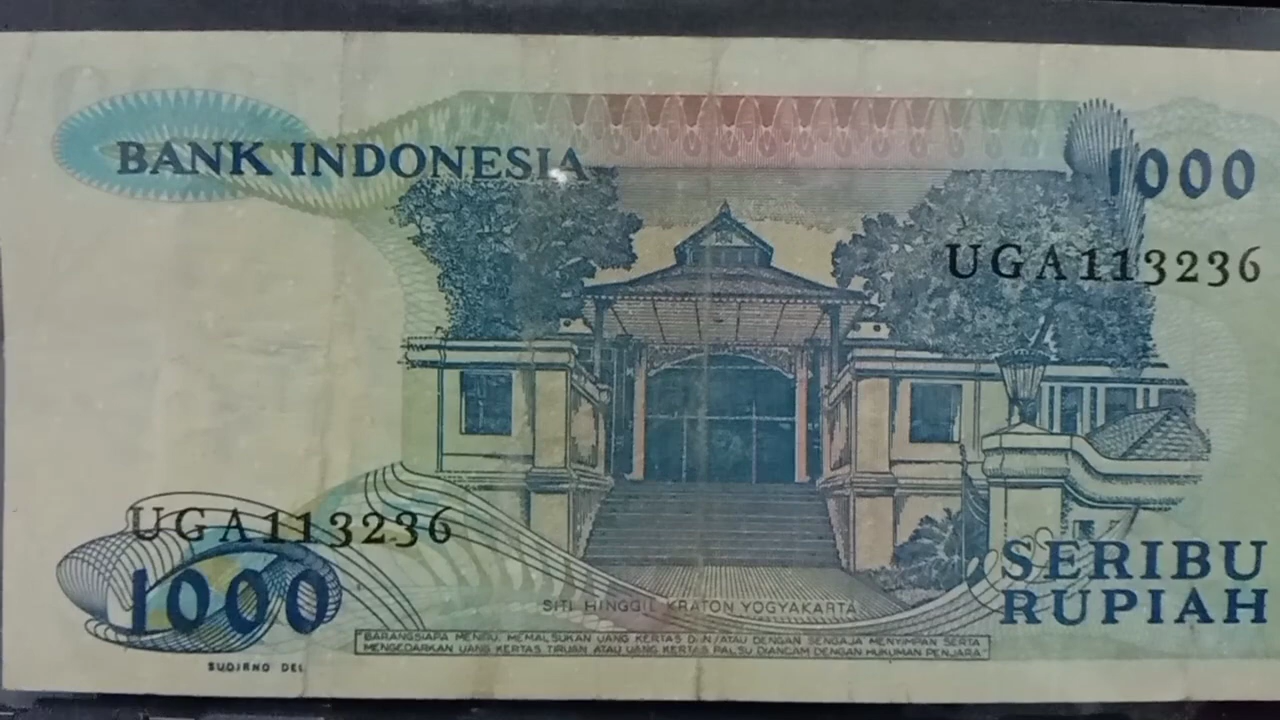 BANK INDONESIA
1000
UGA113236
UGA113236
1000
SERIBU
RUPIAH
SITI HINGGIL KRATON YOGYAKARTA
"BARANGSIAPA MENIRU, MEMALSUKAN UANG KERTAS DAN/ATAU DENGAN SENGAJA MENYIMPAN SERTA
MENGEDARKAN UANG KERTAS TIRUAN ATAU UANG KERTAS PALSU DIANCAM DENGAN HUKUMAN PENJARA"
SUDIRNO DEL